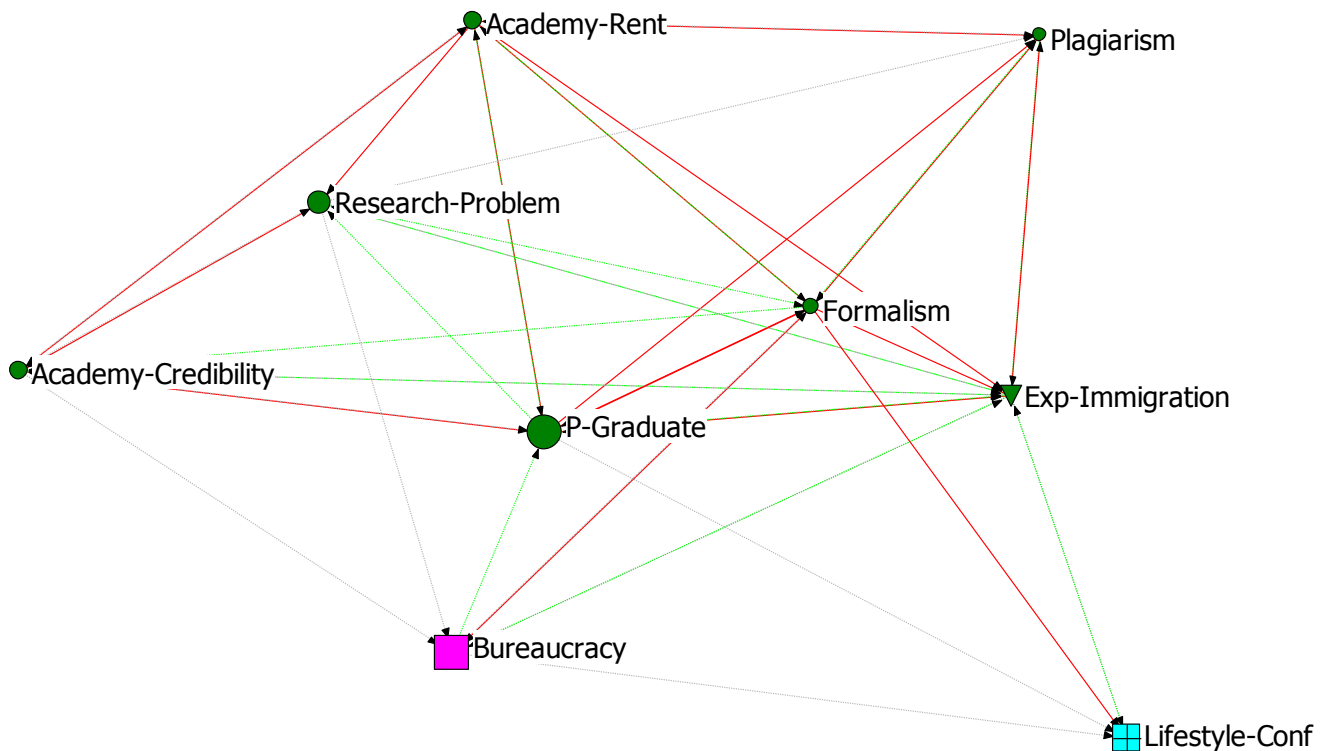 Academy-Rent
Plagiarism
Research-Problem
Formalism
Academy-Credibility
Exp-Immigration
P-Graduate
Bureaucracy
Lifestyle-Conf